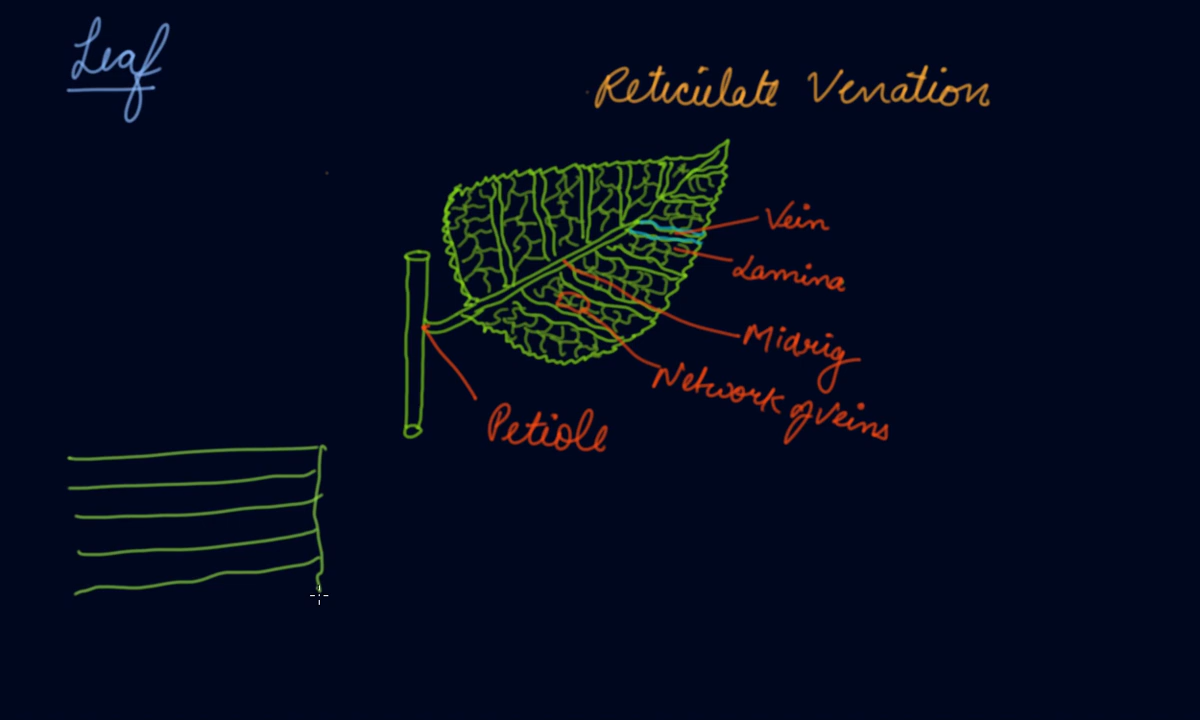 Leaf
Reticulate Venation
Vein
Lamina
Midrig
Network of veins
Petiole